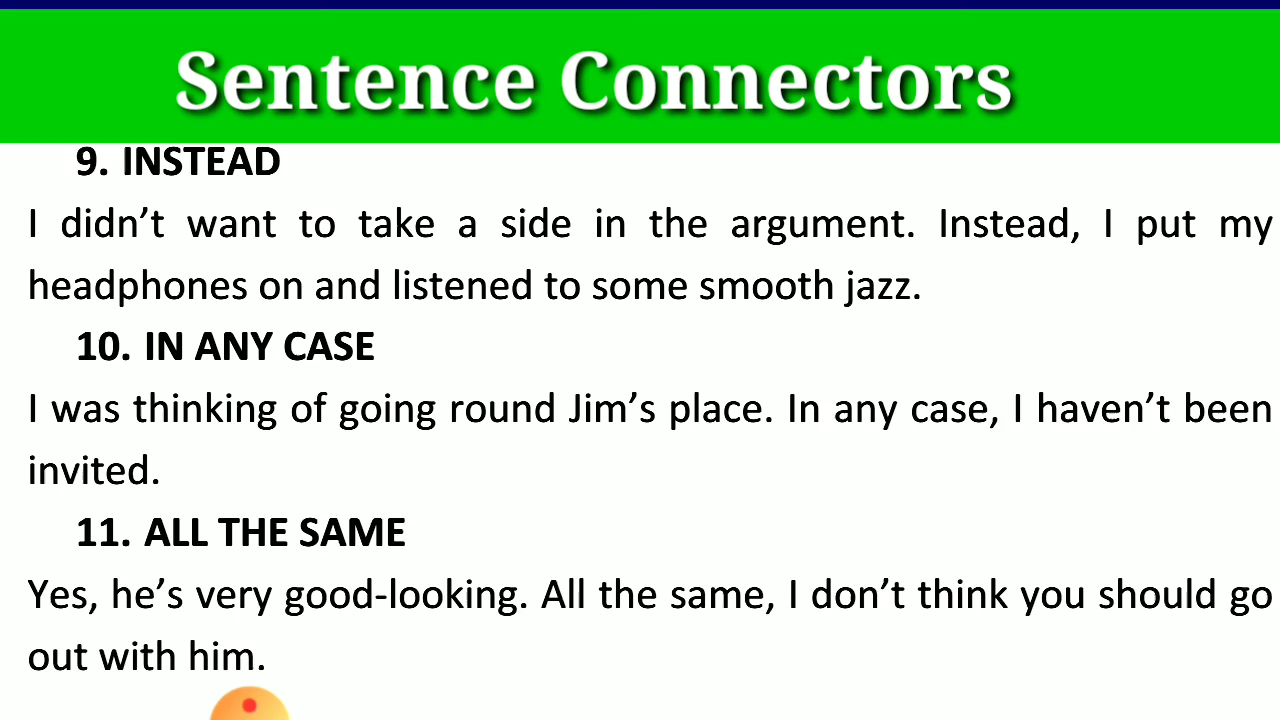 Sentence Connectors
9. INSTEAD
I didn’t want to take a side in the argument. Instead, I put my
headphones on and listened to some smooth jazz.
10. IN ANY CASE
I was thinking of going round Jim’s place. In any case, I haven’t been
invited.
11. ALL THE SAME
Yes, he’s very good-looking. All the same, I don’t think you should go
out with him.